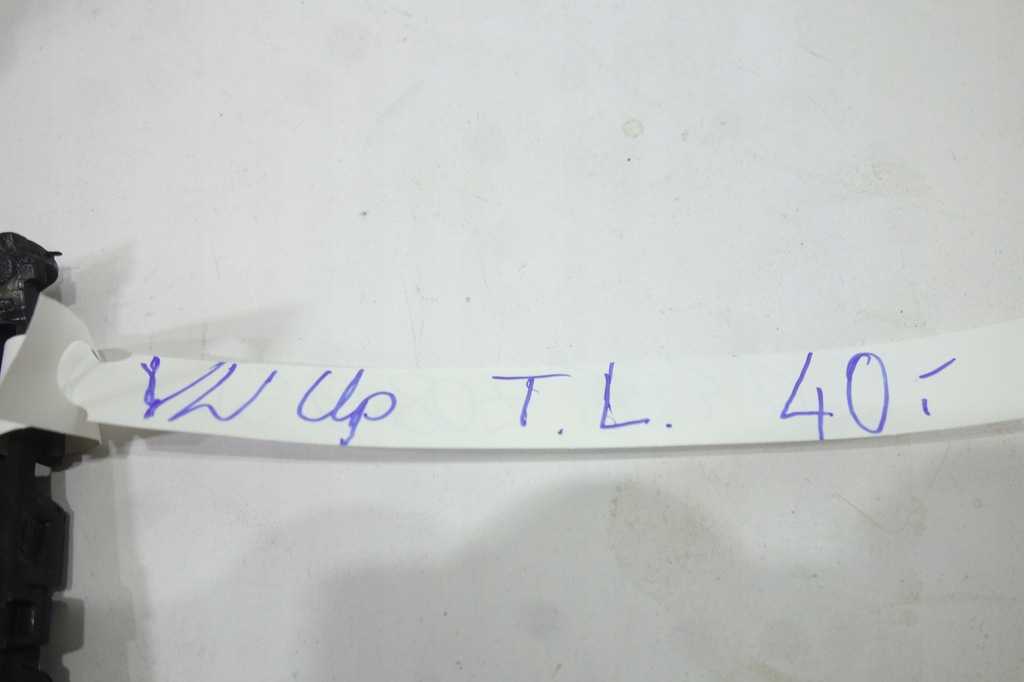 VW Up T. L. 40,-